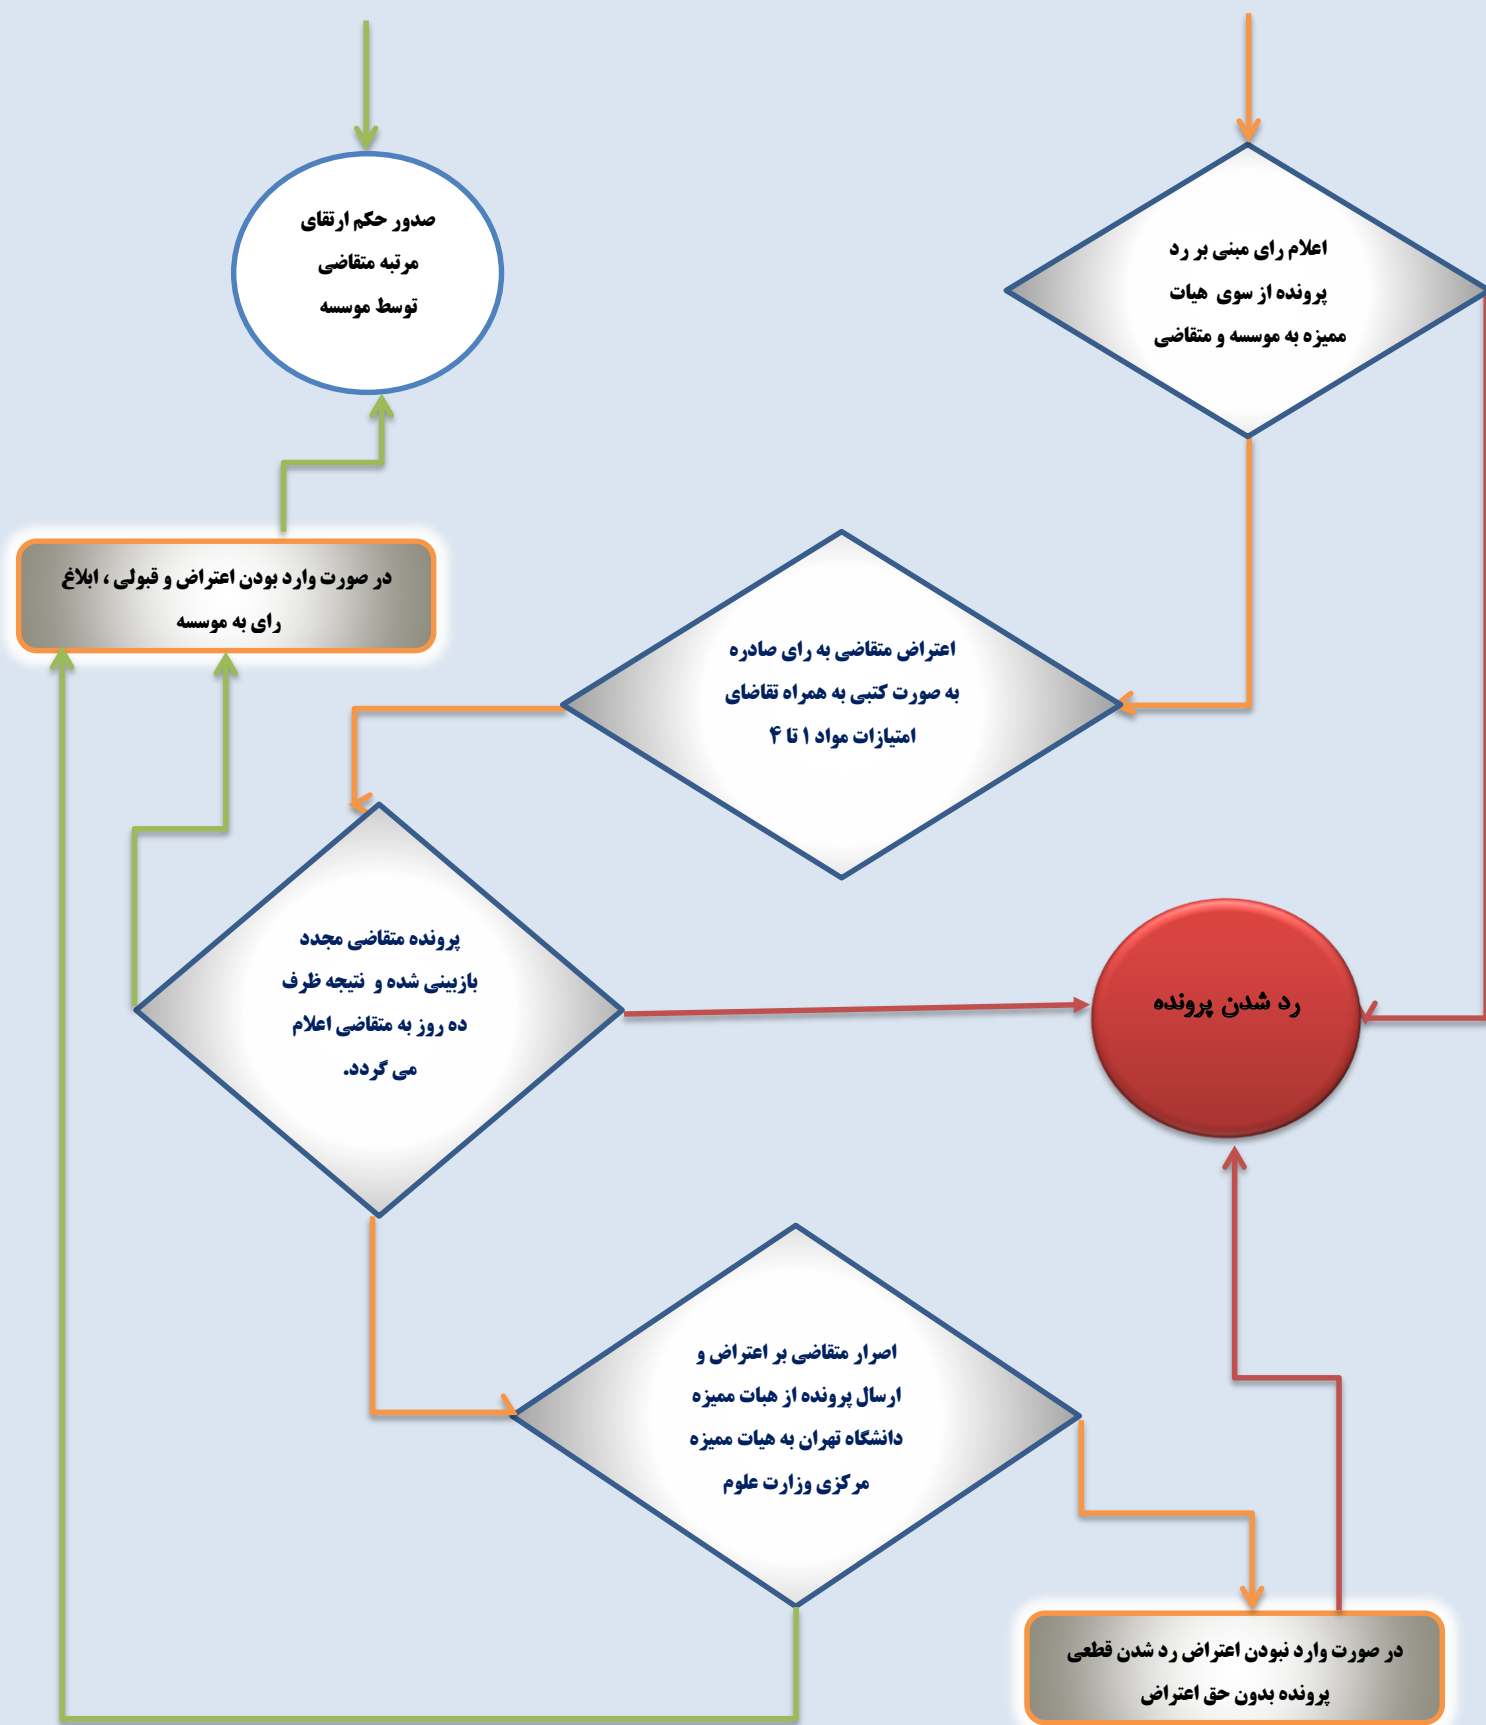 صدور حکم ارتقای
مرتبه متقاضی
توسط موسسه
اعلام رای مبنی بر رد
پرونده از سوی هیات
ممیزه به موسسه و متقاضی
در صورت وارد بودن اعتراض و قبولی ، ابلاغ
رای به موسسه
اعتراض متقاضی به رای صادره
به صورت کتبی به همراه تقاضای
امتیازات مواد ۱ تا ۴
پرونده متقاضی مجدد
بازبینی شده و نتیجه ظرف
ده روز به متقاضی اعلام
می گردد.
رد شدن پرونده
اصرار متقاضی بر اعتراض و
ارسال پرونده از هبات ممیزه
دانشگاه تهران به هیات ممیزه
مرکزی وزارت علوم
در صورت وارد نبودن اعتراض رد شدن قطعی
پرونده بدون حق اعتراض